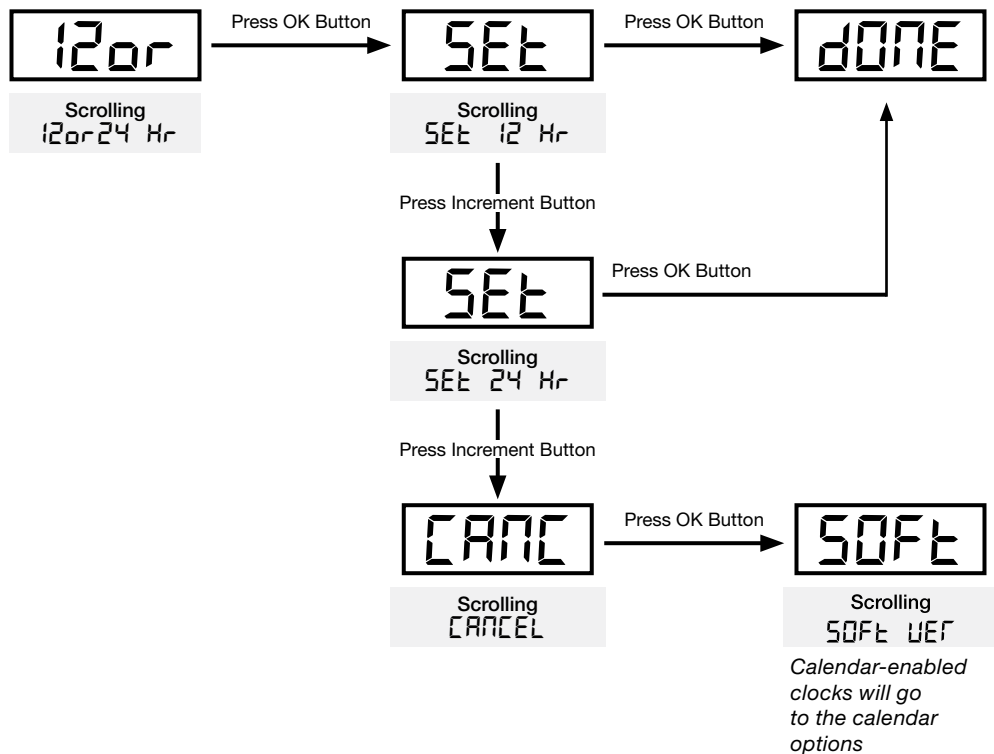 12or
Press OK Button
SEt
Press OK Button
dONE
Scrolling
12or24 Hr
Scrolling
SEt 12 Hr
Press Increment Button
SEt
Press OK Button
Scrolling
SEt 24 Hr
Press Increment Button
CANC
Press OK Button
SOFt
Scrolling
CANCEL
Scrolling
SOFt VEr
Calendar-enabled
clocks will go
to the calendar
options